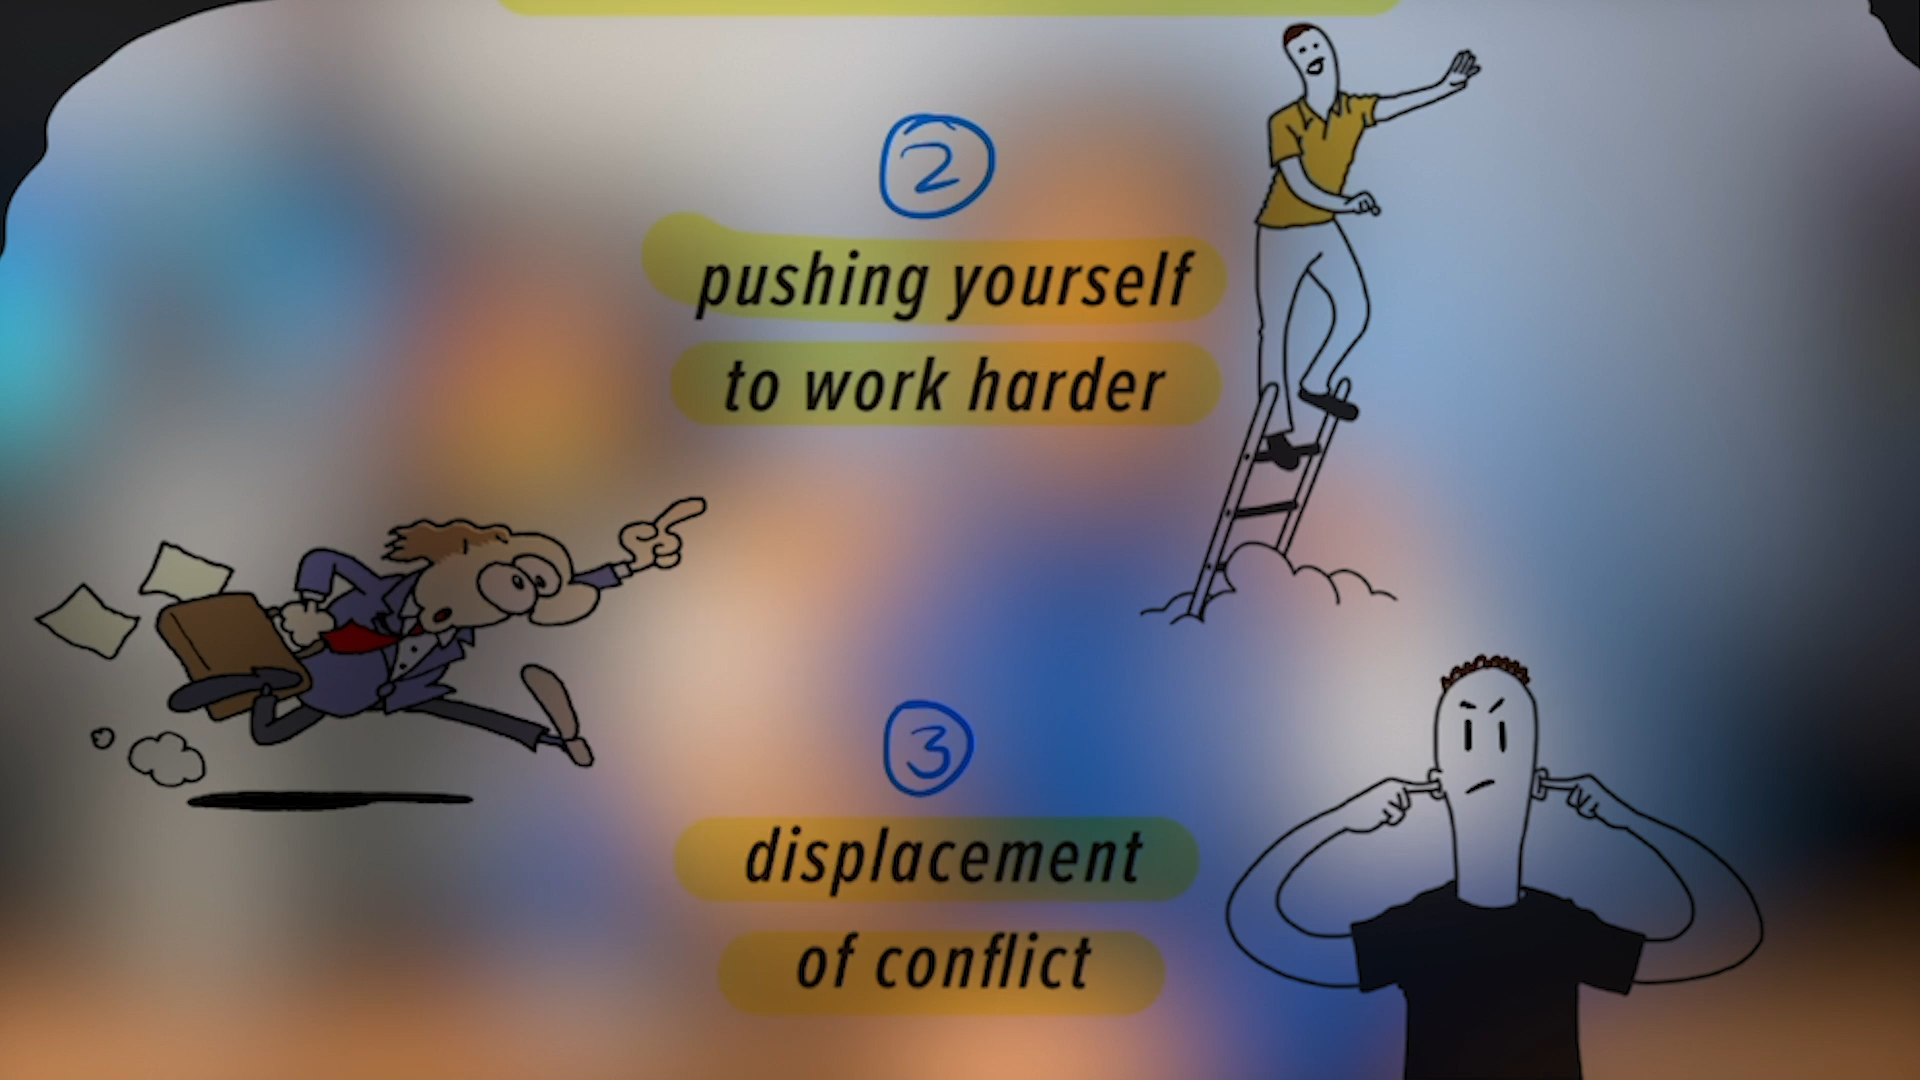 2
pushing yourself
to work harder
3
displacement
of conflict